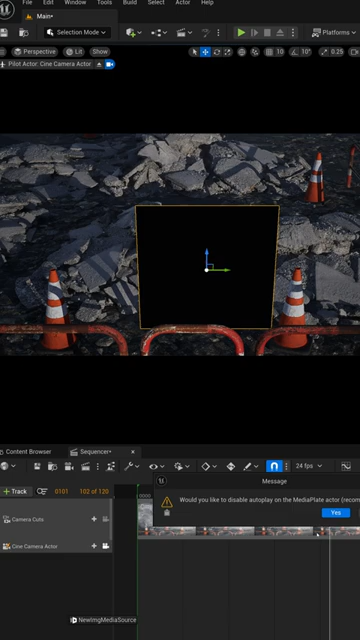 File Edit Window Tools Build Select Actor Help
Main*
Selection Mode
Platforms
Perspective Lit Show
10 10° 0.25
Pilot Actor: Cine Camera Actor
Content Browser Sequencer*
24 fps
Track 0101 102 of 120
0000
Message
Would you like to disable autoplay on the MediaPlate actor (recom
Yes
Camera Cuts
Cine Camera Actor
NewImgMediaSource